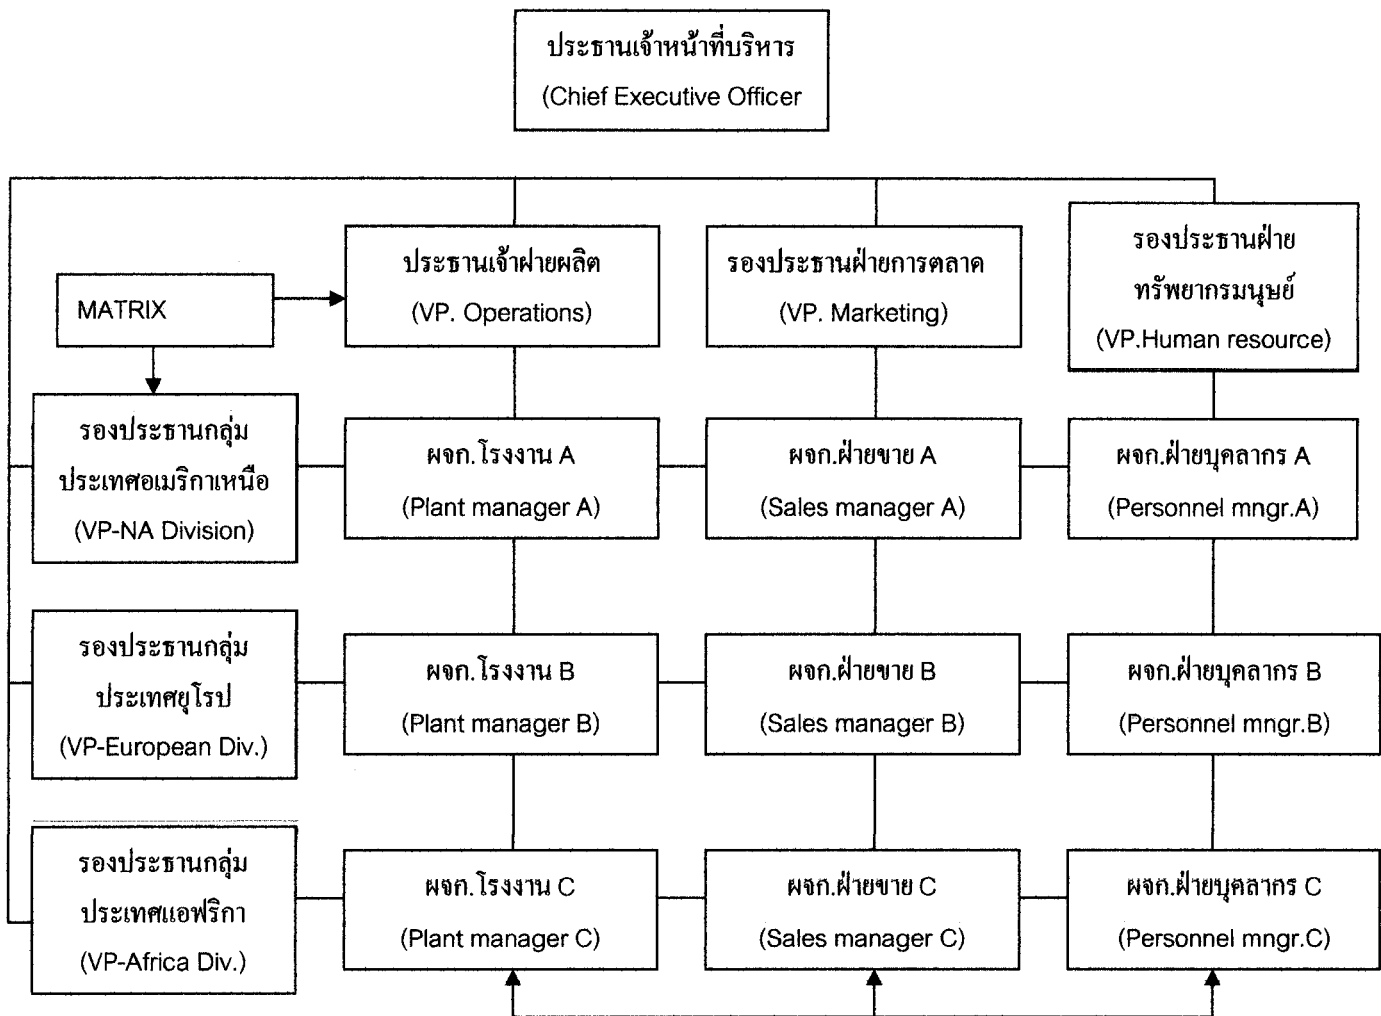 ประธานเจ้าหน้าที่บริหาร
(Chief Executive Officer
ประธานเจ้าฝ่ายผลิต
(VP. Operations)
รองประธานฝ่ายการตลาด
(VP. Marketing)
รองประธานฝ่าย
ทรัพยากรมนุษย์
(VP.Human resource)
MATRIX
รองประธานกลุ่ม
ประเทศอเมริกาเหนือ
(VP-NA Division)
ผจก.โรงงาน A
(Plant manager A)
ผจก.ฝ่ายขาย A
(Sales manager A)
ผจก.ฝ่ายบุคลากร A
(Personnel mngr.A)
รองประธานกลุ่ม
ประเทศยุโรป
(VP-European Div.)
ผจก.โรงงาน B
(Plant manager B)
ผจก.ฝ่ายขาย B
(Sales manager B)
ผจก.ฝ่ายบุคลากร B
(Personnel mngr.B)
รองประธานกลุ่ม
ประเทศแอฟริกา
(VP-Africa Div.)
ผจก.โรงงาน C
(Plant manager C)
ผจก.ฝ่ายขาย C
(Sales manager C)
ผจก.ฝ่ายบุคลากร C
(Personnel mngr.C)